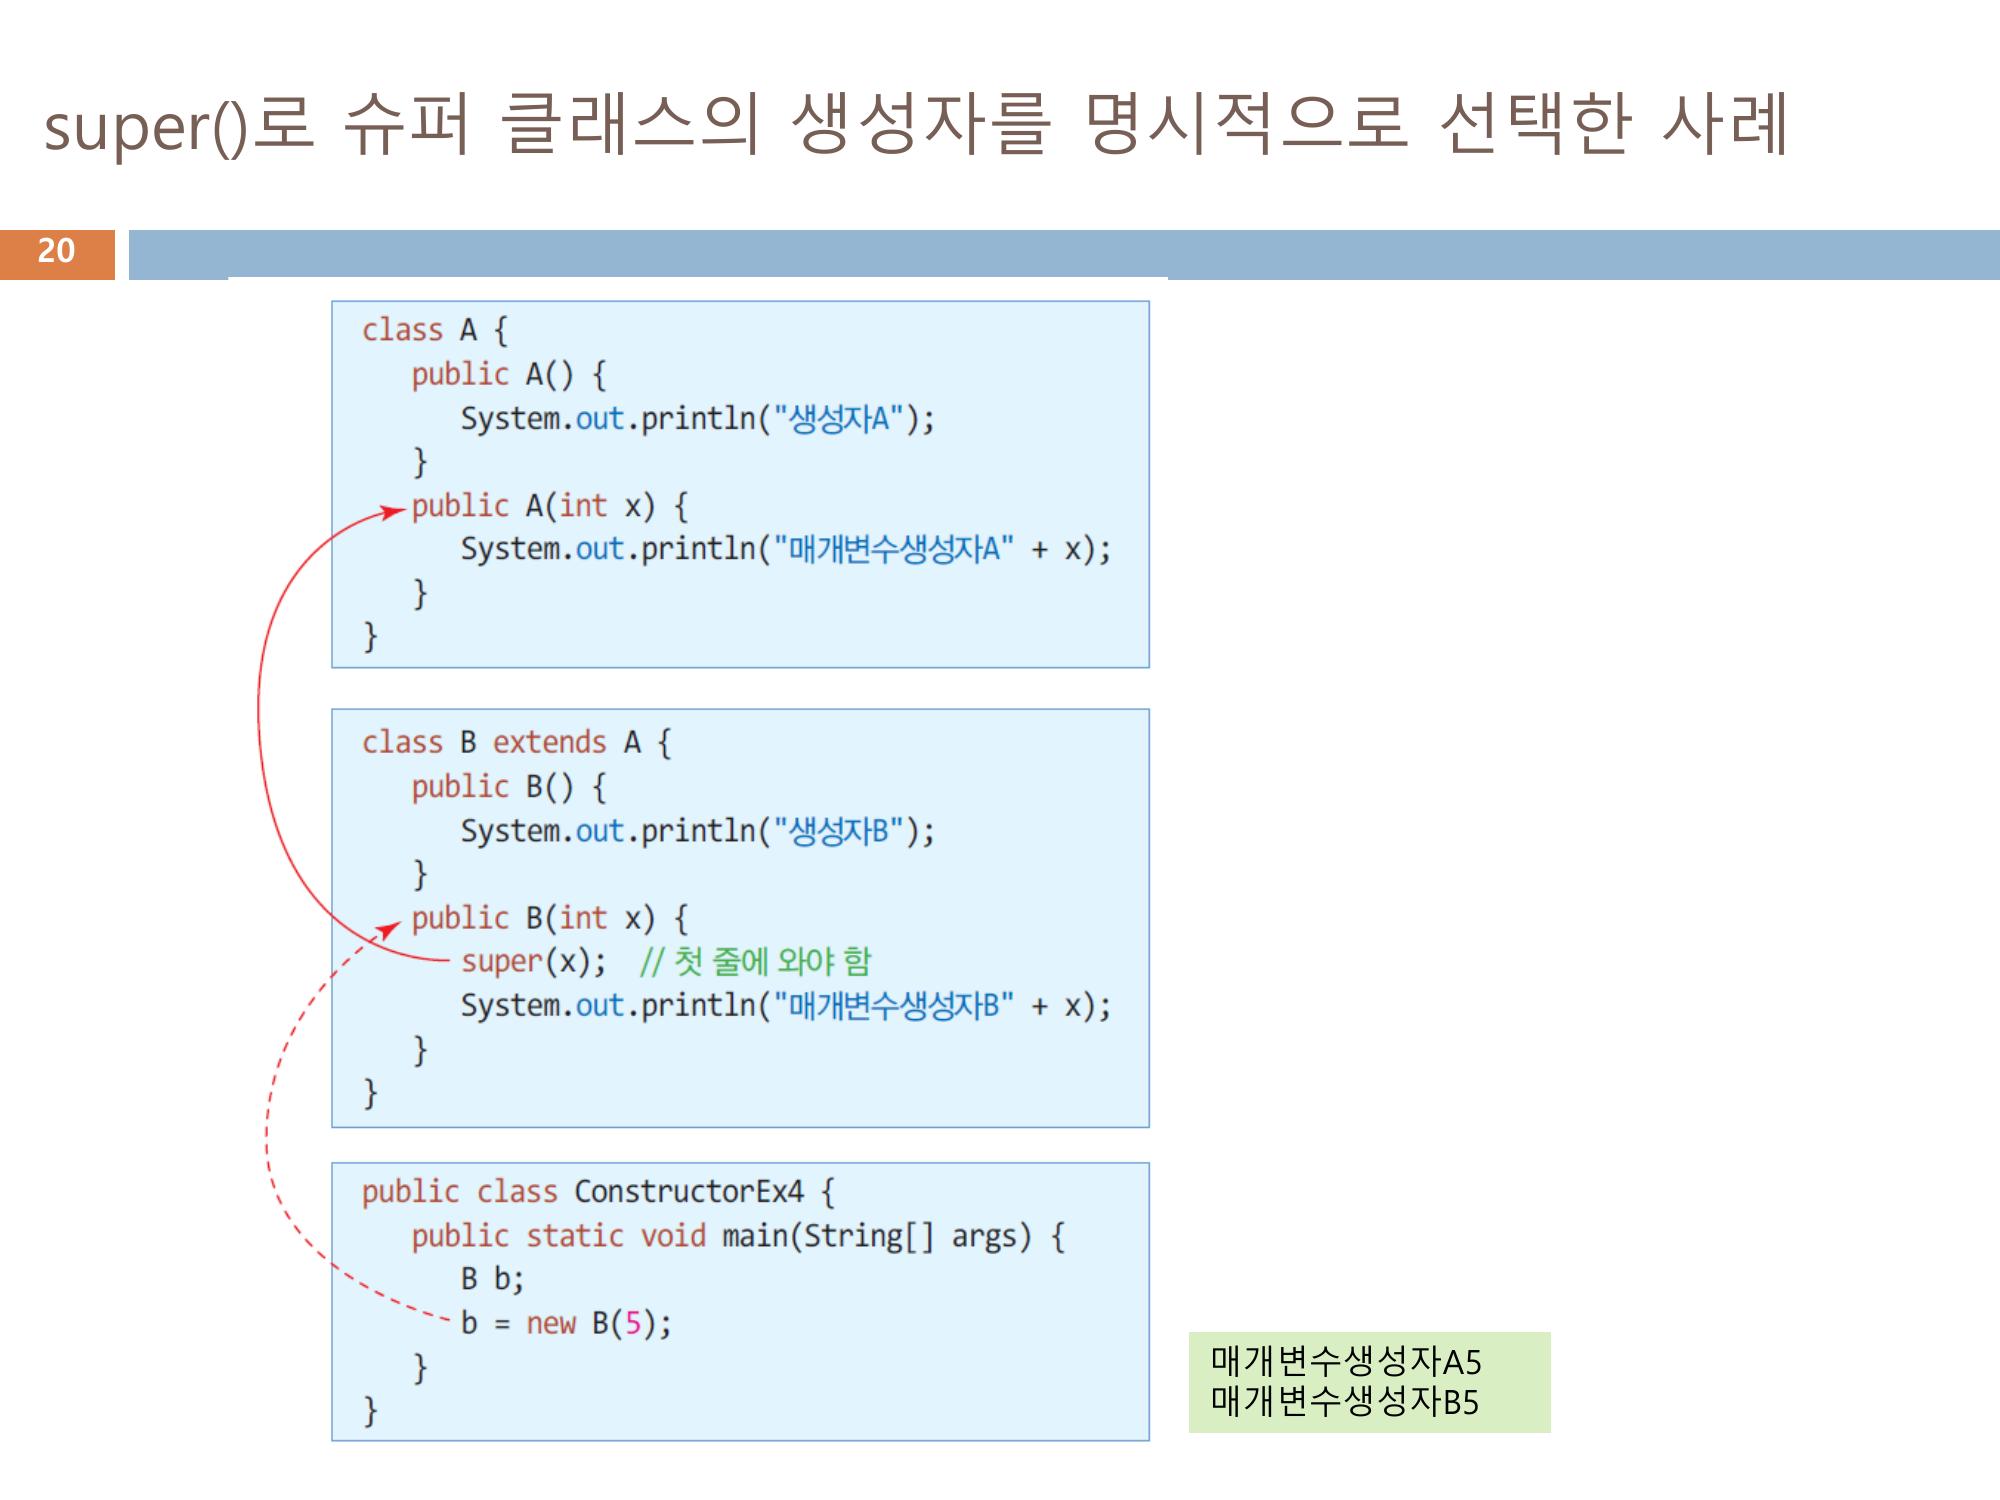 super()로 슈퍼 클래스의 생성자를 명시적으로 선택한 사례
20
class A {
public A() {
System.out.println("생성자A");
}
public A(int x) {
System.out.println("매개변수생성자A" + x);
}
}
class B extends A {
public B() {
System.out.println("생성자B");
}
public B(int x) {
super(x); // 첫 줄에 와야 함
System.out.println("매개변수생성자B" + x);
}
}
public class ConstructorEx4 {
public static void main(String[] args) {
B b;
b = new B(5);
}
}
매개변수생성자A5
매개변수생성자B5